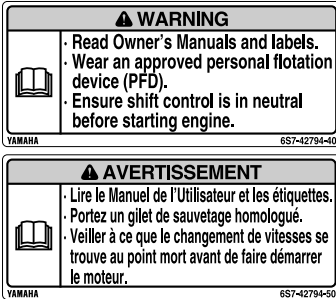 WARNING
· Read Owner's Manuals and labels.
· Wear an approved personal flotation
device (PFD).
· Ensure shift control is in neutral
before starting engine.
YAMAHA
6S7-42794-40
AVERTISSEMENT
· Lire le Manuel de l'Utilisateur et les étiquettes.
· Portez un gilet de sauvetage homologué.
· Veiller à ce que le changement de vitesses se
trouve au point mort avant de faire démarrer
le moteur.
YAMAHA
6S7-42794-50